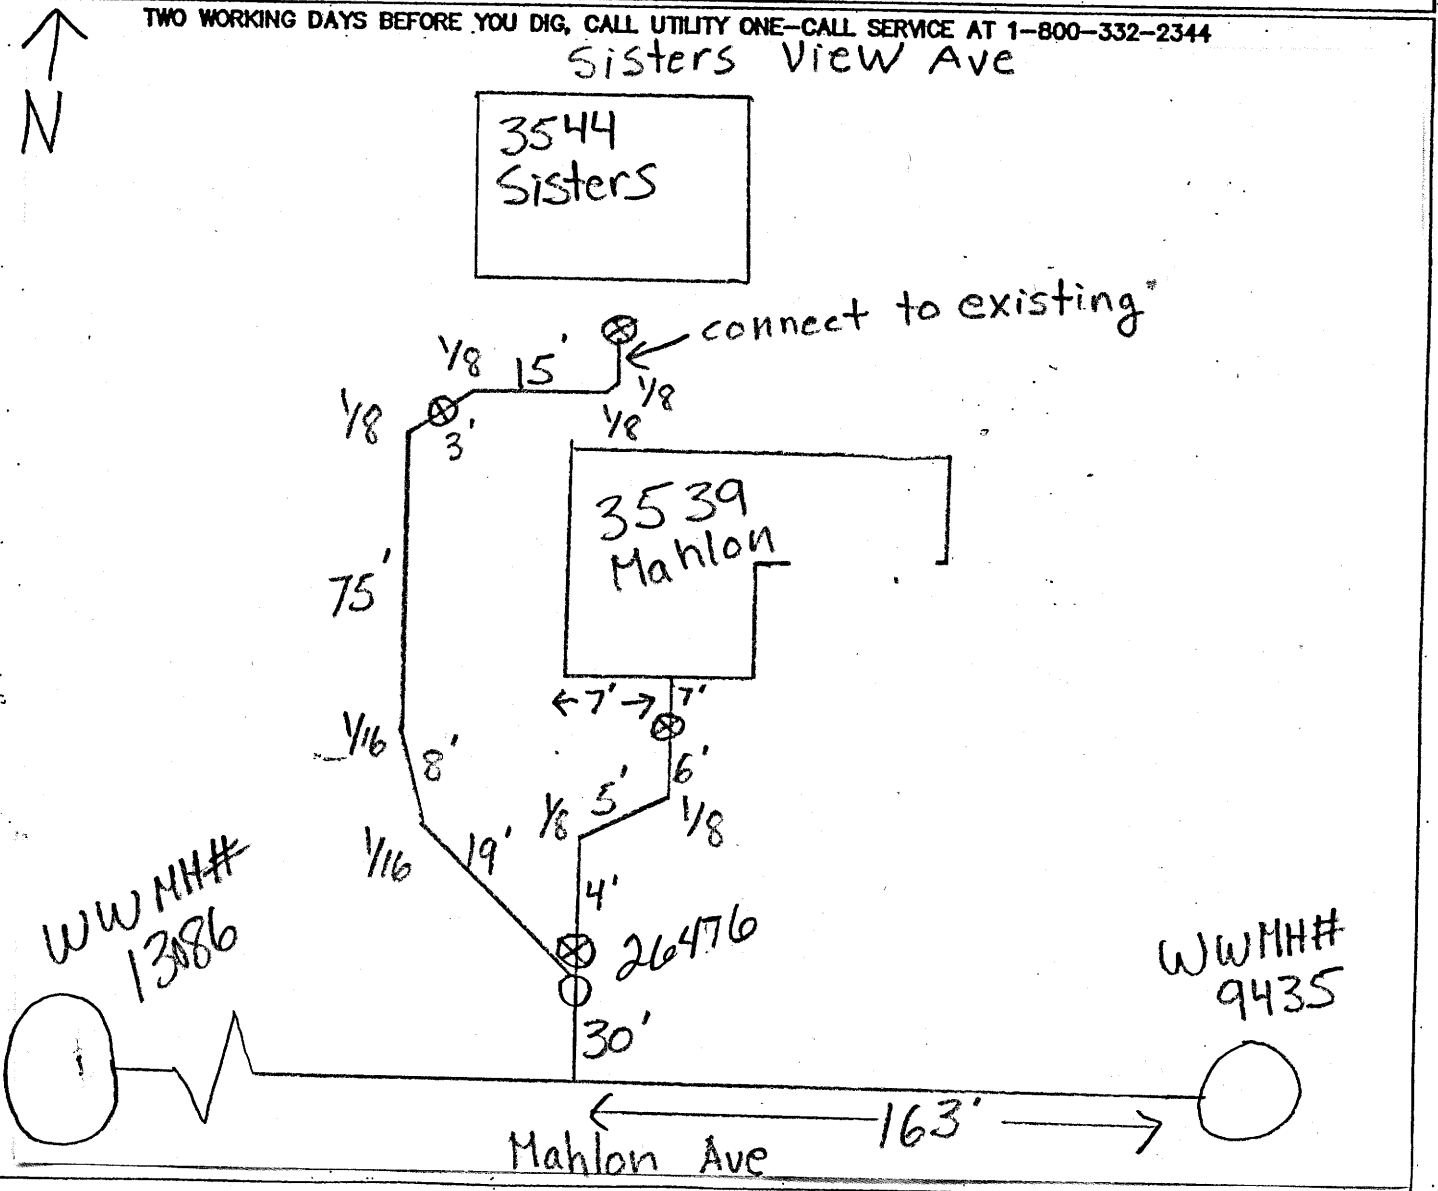 TWO WORKING DAYS BEFORE YOU DIG, CALL UTILITY ONE-CALL SERVICE AT 1-800-332-2344
Sisters View Ave
N
3544
Sisters
connect to existing
1/8
15'
1/8
1/8
1/8
3'
3539
Mahlon
75'
←7'→
7'
1/16
8'
6'
5'
1/8
1/8
1/16
19'
4'
WWMH#
13086
26476
WWMH#
9435
30'
163'
Mahlon Ave